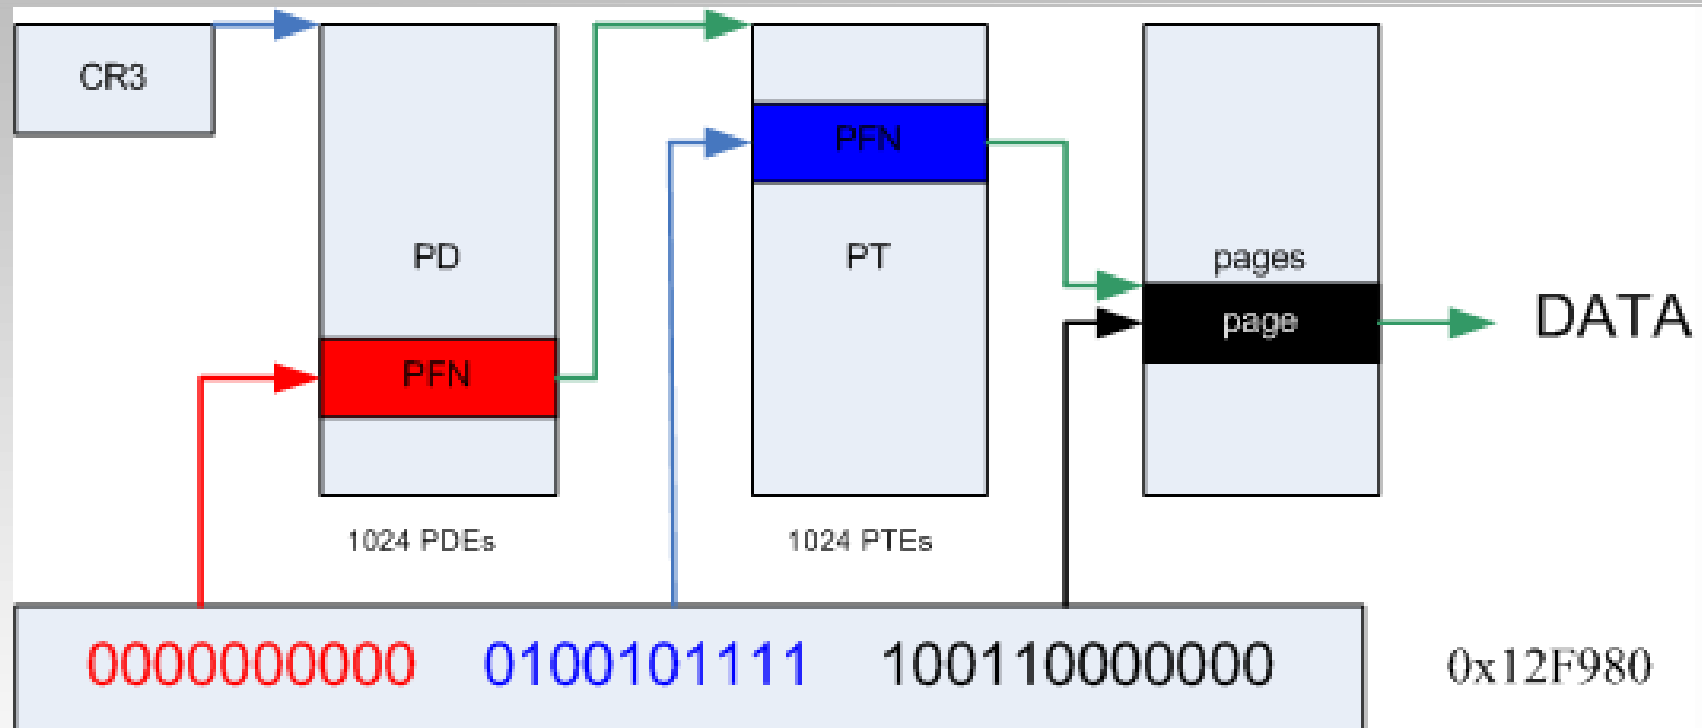 CR3
PFN
PD
PT
pages
page
DATA
PFN
1024 PDEs
1024 PTEs
0000000000 0100101111 100110000000 0x12F980